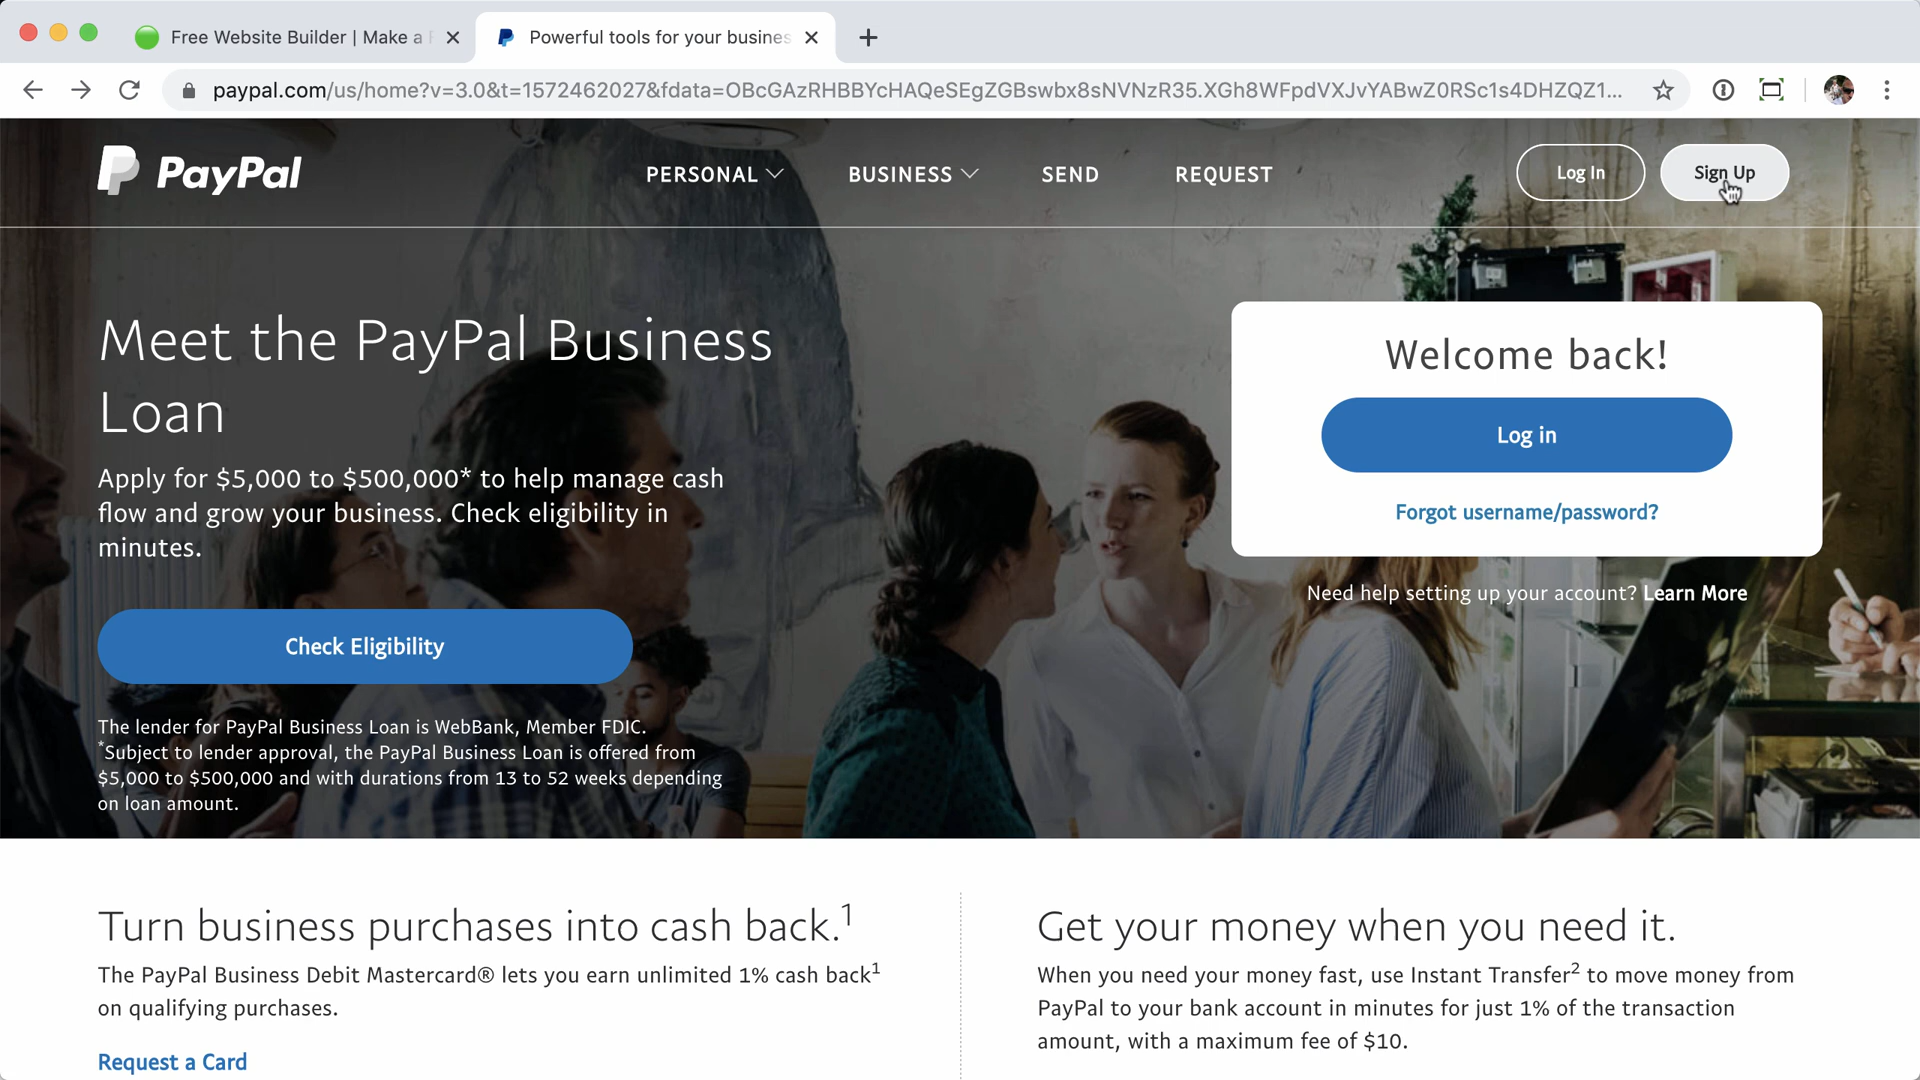 Free Website Builder | Make a
Powerful tools for your busines
paypal.com/us/home?v=3.0&t=1572462027&fdata=OBcGAzRHBBYcHAQeSEgZGBswbx8sNVNzR35.XGh8WFpdVXJvYABwZ0RSc1s4DHZQZ1...
PayPal
PERSONAL
BUSINESS
SEND
REQUEST
Log In
Sign Up
Meet the PayPal Business
Loan
Apply for $5,000 to $500,000* to help manage cash
flow and grow your business. Check eligibility in
minutes.
Check Eligibility
The lender for PayPal Business Loan is WebBank, Member FDIC.
*Subject to lender approval, the PayPal Business Loan is offered from
$5,000 to $500,000 and with durations from 13 to 52 weeks depending
on loan amount.
Welcome back!
Log in
Forgot username/password?
Need help setting up your account? Learn More
Turn business purchases into cash back.1
The PayPal Business Debit Mastercard® lets you earn unlimited 1% cash back1
on qualifying purchases.
Request a Card
Get your money when you need it.
When you need your money fast, use Instant Transfer2 to move money from
PayPal to your bank account in minutes for just 1% of the transaction
amount, with a maximum fee of $10.